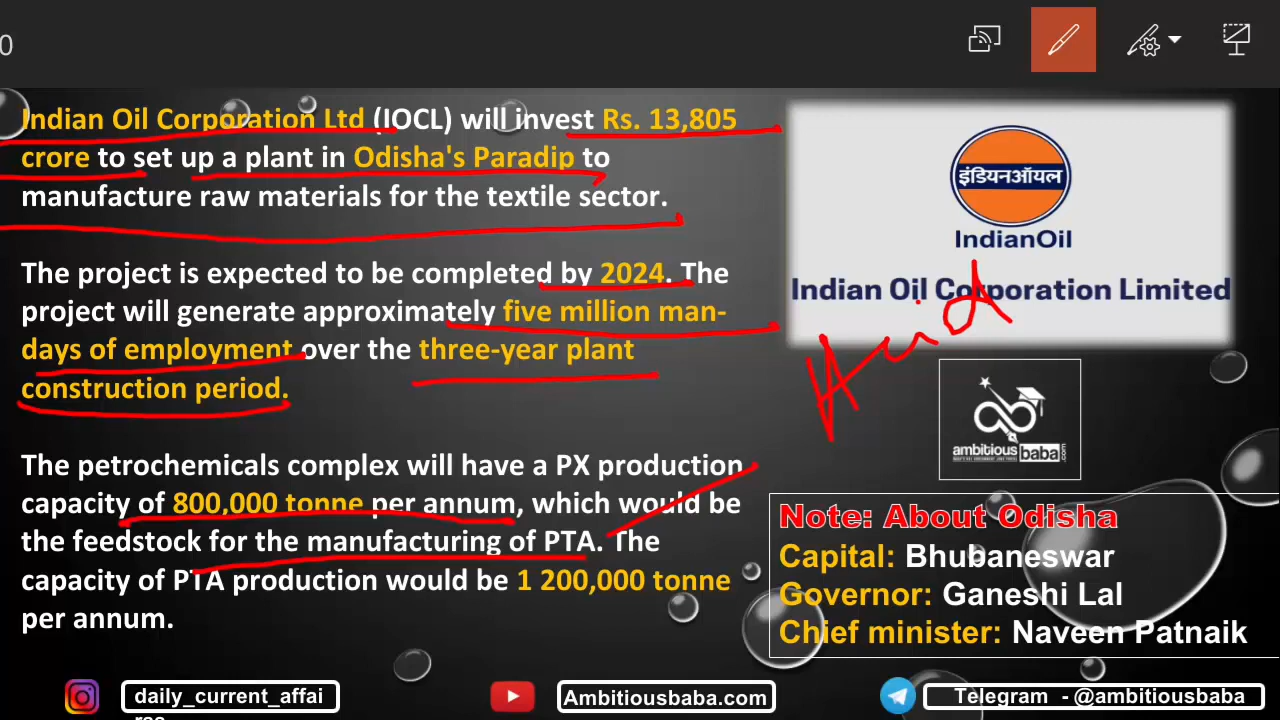 0
Indian Oil Corporation Ltd (IOCL) will invest Rs. 13,805
crore to set up a plant in Odisha's Paradip to
manufacture raw materials for the textile sector.
The project is expected to be completed by 2024. The
project will generate approximately five million man-
days of employment over the three-year plant
construction period.
The petrochemicals complex will have a PX production
capacity of 800,000 tonne per annum, which would be
the feedstock for the manufacturing of PTA. The
capacity of PTA production would be 1 200,000 tonne
per annum.
इंडियनऑयल
IndianOil
Indian Oil Corporation Limited
ambitiousbaba.com
Note: About Odisha
Capital: Bhubaneswar
Governor: Ganeshi Lal
Chief minister: Naveen Patnaik
daily_current_affai
Ambitiousbaba.com
Telegram - @ambitiousbaba